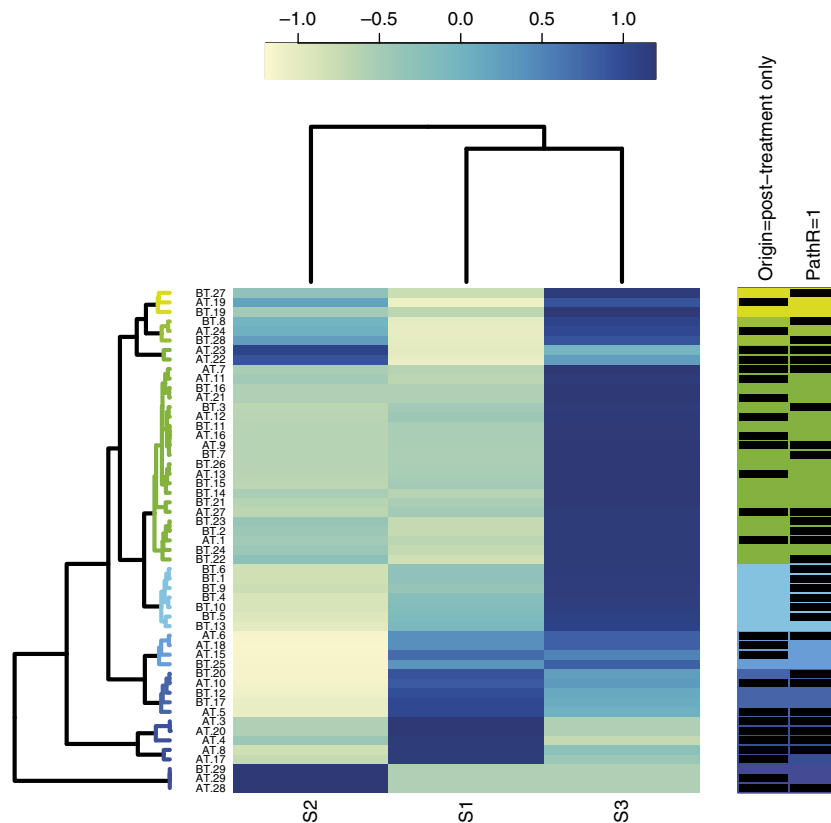 −1.0 −0.5 0.0 0.5 1.0
Origin=post−treatment only
PathR=1
BT.27
AT.19
BT.19
BT.8
AT.24
BT.28
AT.23
AT.22
AT.7
AT.11
BT.16
AT.21
BT.3
AT.12
BT.11
AT.16
AT.9
BT.7
BT.26
AT.13
BT.15
BT.14
BT.21
AT.27
BT.23
BT.2
AT.1
BT.24
BT.22
BT.6
BT.1
BT.9
BT.4
BT.10
BT.5
BT.13
AT.6
AT.18
AT.15
BT.25
BT.20
AT.10
BT.12
BT.17
AT.5
AT.3
AT.20
AT.4
AT.8
AT.17
BT.29
AT.29
AT.28
S2
S1
S3